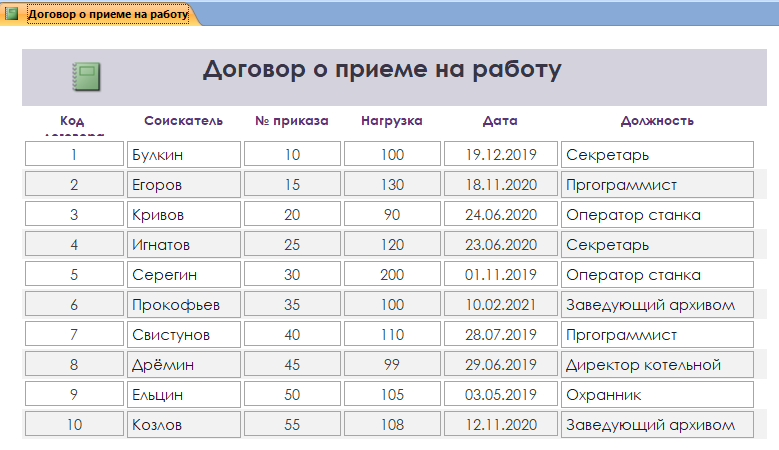 Договор о приеме на работу
Договор о приеме на работу
Код договора Соискатель № приказа Нагрузка Дата Должность
1 Булкин 10 100 19.12.2019 Секретарь
2 Егоров 15 130 18.11.2020 Пргограммист
3 Кривов 20 90 24.06.2020 Оператор станка
4 Игнатов 25 120 23.06.2020 Секретарь
5 Серегин 30 200 01.11.2019 Оператор станка
6 Прокофьев 35 100 10.02.2021 Заведующий архивом
7 Свистунов 40 110 28.07.2019 Пргограммист
8 Дрёмин 45 99 29.06.2019 Директор котельной
9 Ельцин 50 105 03.05.2019 Охранник
10 Козлов 55 108 12.11.2020 Заведующий архивом